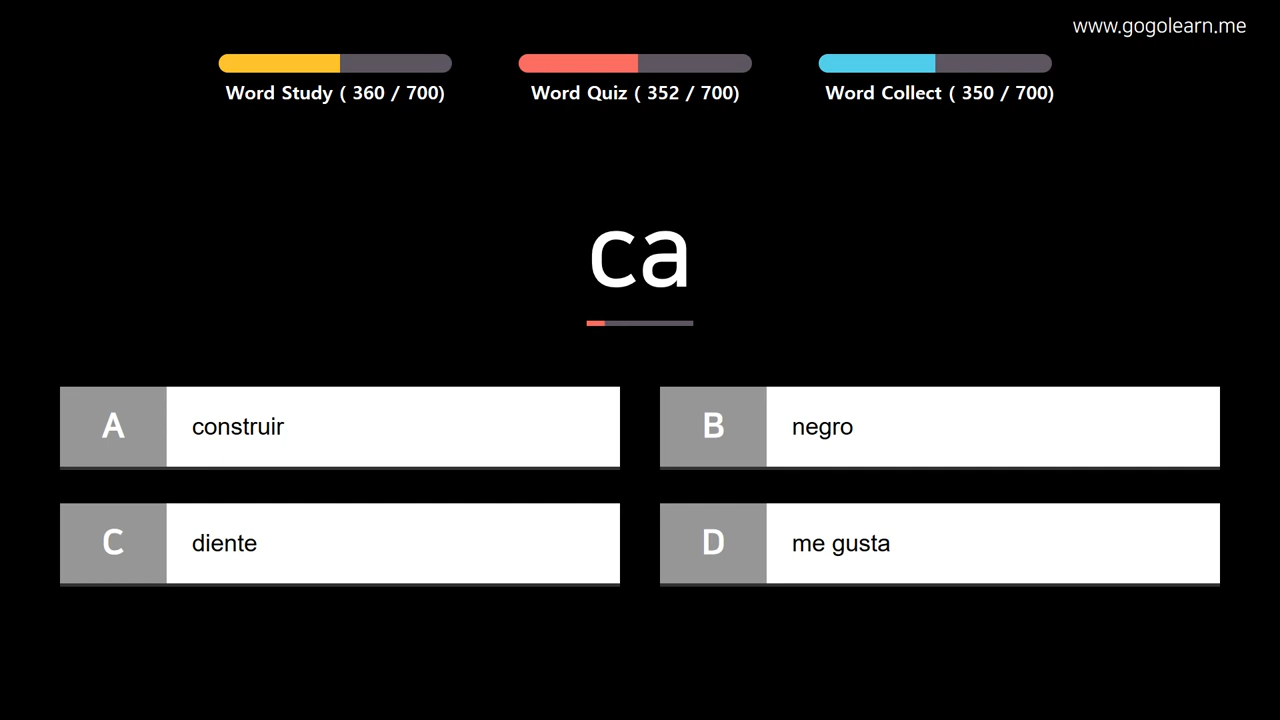 www.gogolearn.me
Word Study ( 360 / 700)
Word Quiz ( 352 / 700)
Word Collect ( 350 / 700)
ca
A construir
B negro
C diente
D me gusta